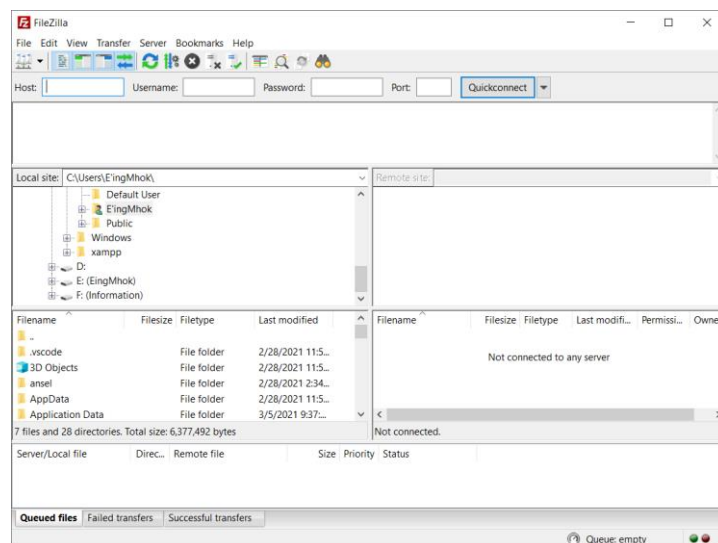 FileZilla
File Edit View Transfer Server Bookmarks Help
Host: Username: Password: Port: Quickconnect
Local site: C:\Users\E'ingMhok\ Remote site:
Default User
E'ingMhok
Public
Windows
xampp
D:
E: (EingMhok)
F: (Information)
Filename Filesize Filetype Last modified Filename Filesize Filetype Last modifi... Permissi... Owne
..
.vscode File folder 2/28/2021 11:5...
Not connected to any server
3D Objects File folder 2/28/2021 11:5...
ansel File folder 2/28/2021 2:34...
AppData File folder 2/28/2021 11:5...
Application Data File folder 3/5/2021 9:37:...
7 files and 28 directories. Total size: 6,377,492 bytes Not connected.
Server/Local file Direc... Remote file Size Priority Status
Queued files Failed transfers Successful transfers
Queue: empty